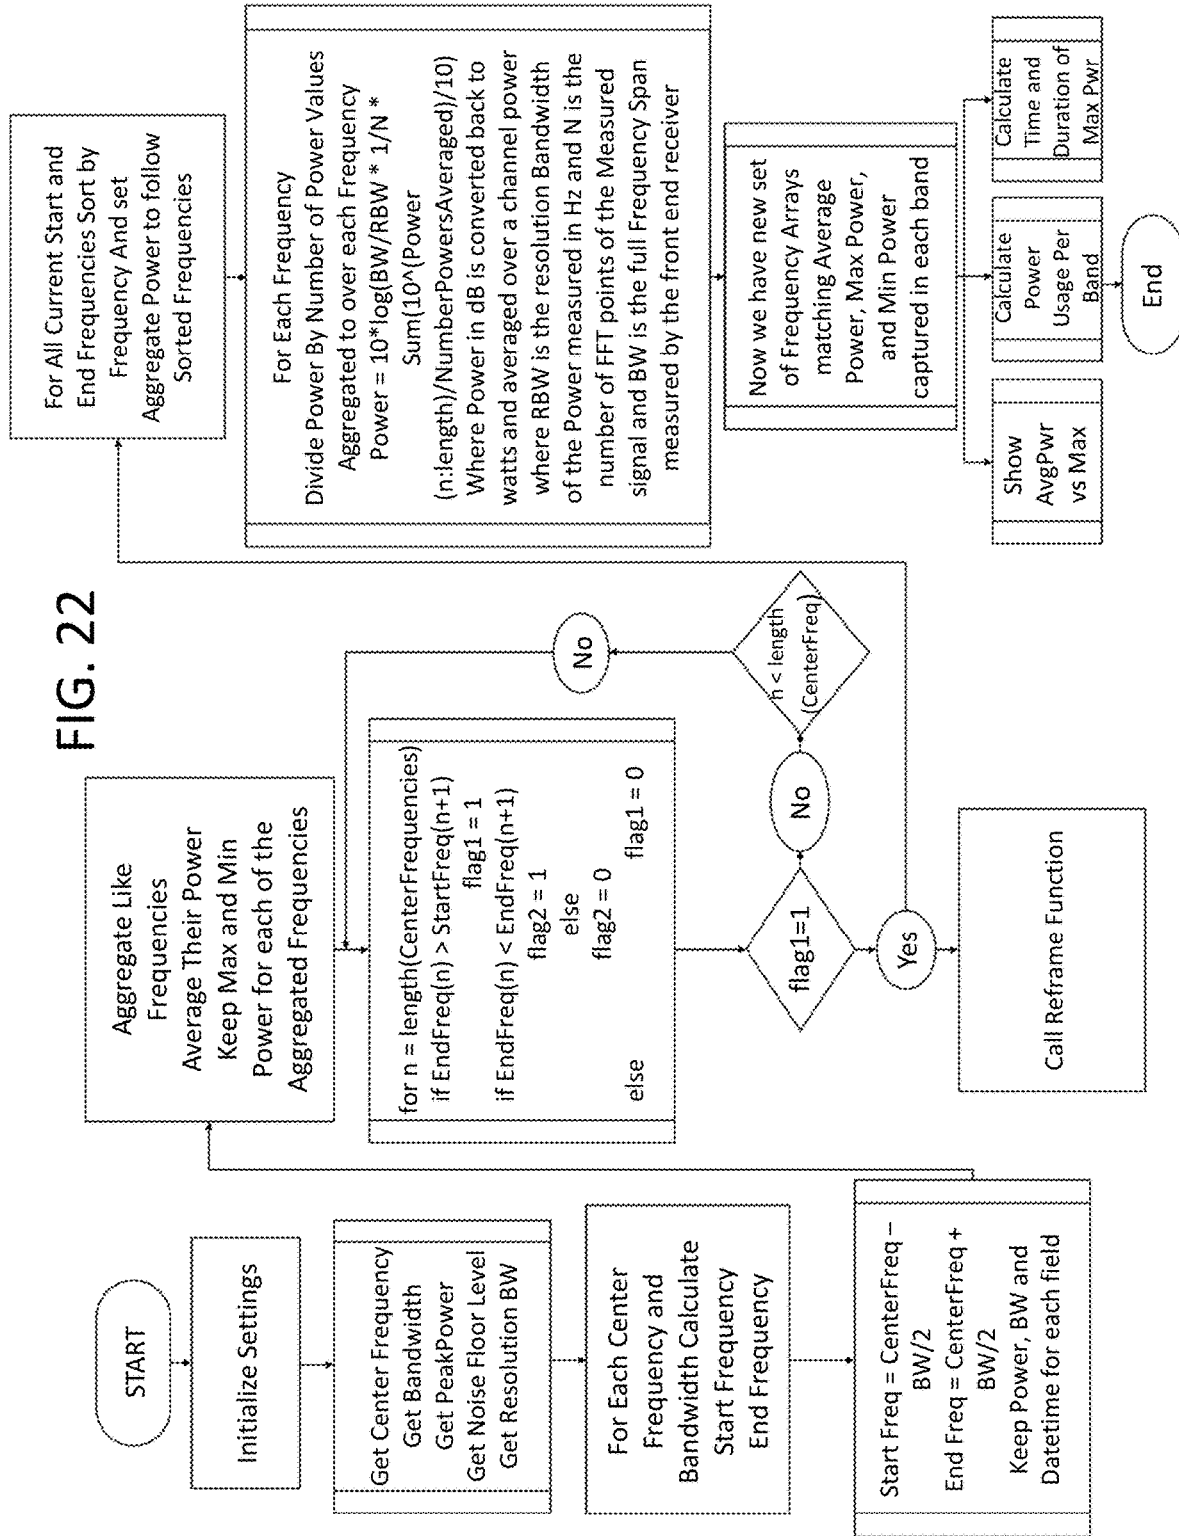 FIG. 22
START
Initialize Settings
Get Center Frequency
Get Bandwidth
Get PeakPower
Get Noise Floor Level
Get Resolution BW
For Each Center
Frequency and
Bandwidth Calculate
Start Frequency
End Frequency
Start Freq = CenterFreq –
BW/2
End Freq = CenterFreq +
BW/2
Keep Power, BW and
Datetime for each field
Aggregate Like
Frequencies
Average Their Power
Keep Max and Min
Power for each of the
Aggregated Frequencies
for n = length(CenterFrequencies)
if EndFreq(n) > StartFreq(n+1)
flag1 = 1
if EndFreq(n) < EndFreq(n+1)
flag2 = 1
else
flag2 = 0
else flag1 = 0
flag1=1
No
n < length
(CenterFreq)
No
Yes
Call Reframe Function
For All Current Start and
End Frequencies Sort by
Frequency And set
Aggregate Power to follow
Sorted Frequencies
For Each Frequency
Divide Power By Number of Power Values
Aggregated to over each Frequency
Power = 10*log(BW/RBW * 1/N *
Sum(10^(Power
(n:length)/NumberPowersAveraged)/10)
Where Power in dB is converted back to
watts and averaged over a channel power
where RBW is the resolution Bandwidth
of the Power measured in Hz and N is the
number of FFT points of the Measured
signal and BW is the full Frequency Span
measured by the front end receiver
Now we have new set
of Frequency Arrays
matching Average
Power, Max Power,
and Min Power
captured in each band
Show
AvgPwr
vs Max
Calculate
Power
Usage Per
Band
Calculate
Time and
Duration of
Max Pwr
End